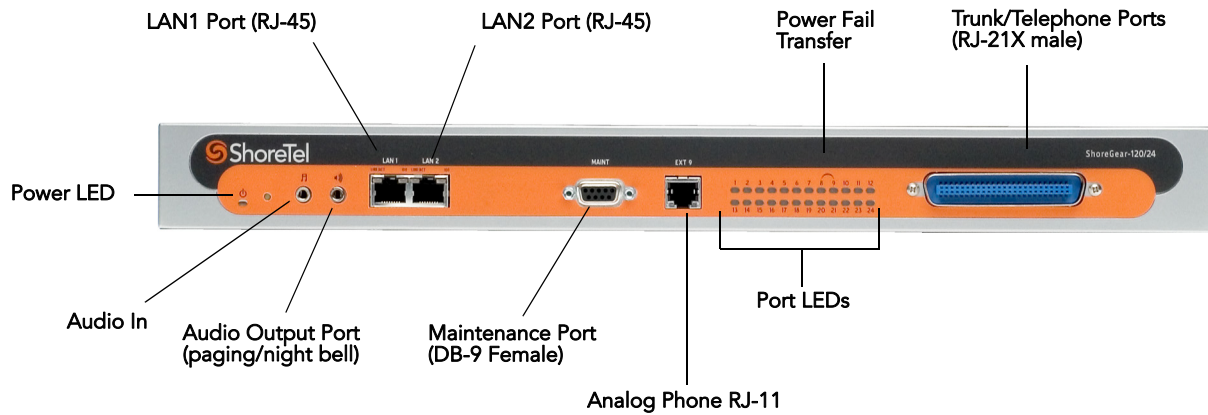 LAN1 Port (RJ-45)
LAN2 Port (RJ-45)
Power Fail
Transfer
Trunk/Telephone Ports
(RJ-21X male)
ShoreTel
LAN 1
LAN 2
MAINT
EXT 9
ShoreGear-120/24
Power LED
1 2 3 4 5 6 7 8 9 10 11 12
13 14 15 16 17 18 19 20 21 22 23 24
Port LEDs
Audio In
Audio Output Port
(paging/night bell)
Maintenance Port
(DB-9 Female)
Analog Phone RJ-11